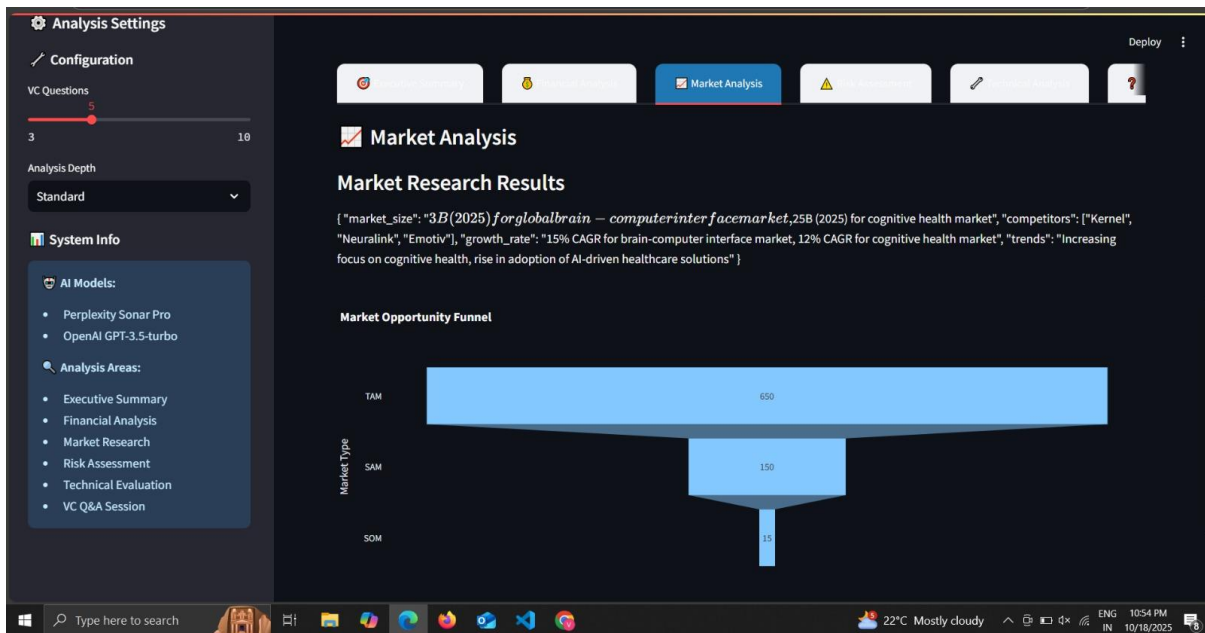 Analysis Settings
Configuration
VC Questions
5
3 10
Analysis Depth
Standard
System Info
AI Models:
Perplexity Sonar Pro
OpenAI GPT-3.5-turbo
Analysis Areas:
Executive Summary
Financial Analysis
Market Research
Risk Assessment
Technical Evaluation
VC Q&A Session
Deploy
Market Analysis
Market Analysis
Market Research Results
{ "market_size": "3B(2025)forglobalbrain−computerinterfacemarket,25B (2025) for cognitive health market", "competitors": ["Kernel",
"Neuralink", "Emotiv"], "growth_rate": "15% CAGR for brain-computer interface market, 12% CAGR for cognitive health market", "trends": "Increasing
focus on cognitive health, rise in adoption of AI-driven healthcare solutions" }
Market Opportunity Funnel
Market Type
TAM 650
SAM 150
SOM 15
Type here to search
22°C Mostly cloudy
ENG
IN
10:54 PM
10/18/2025
8